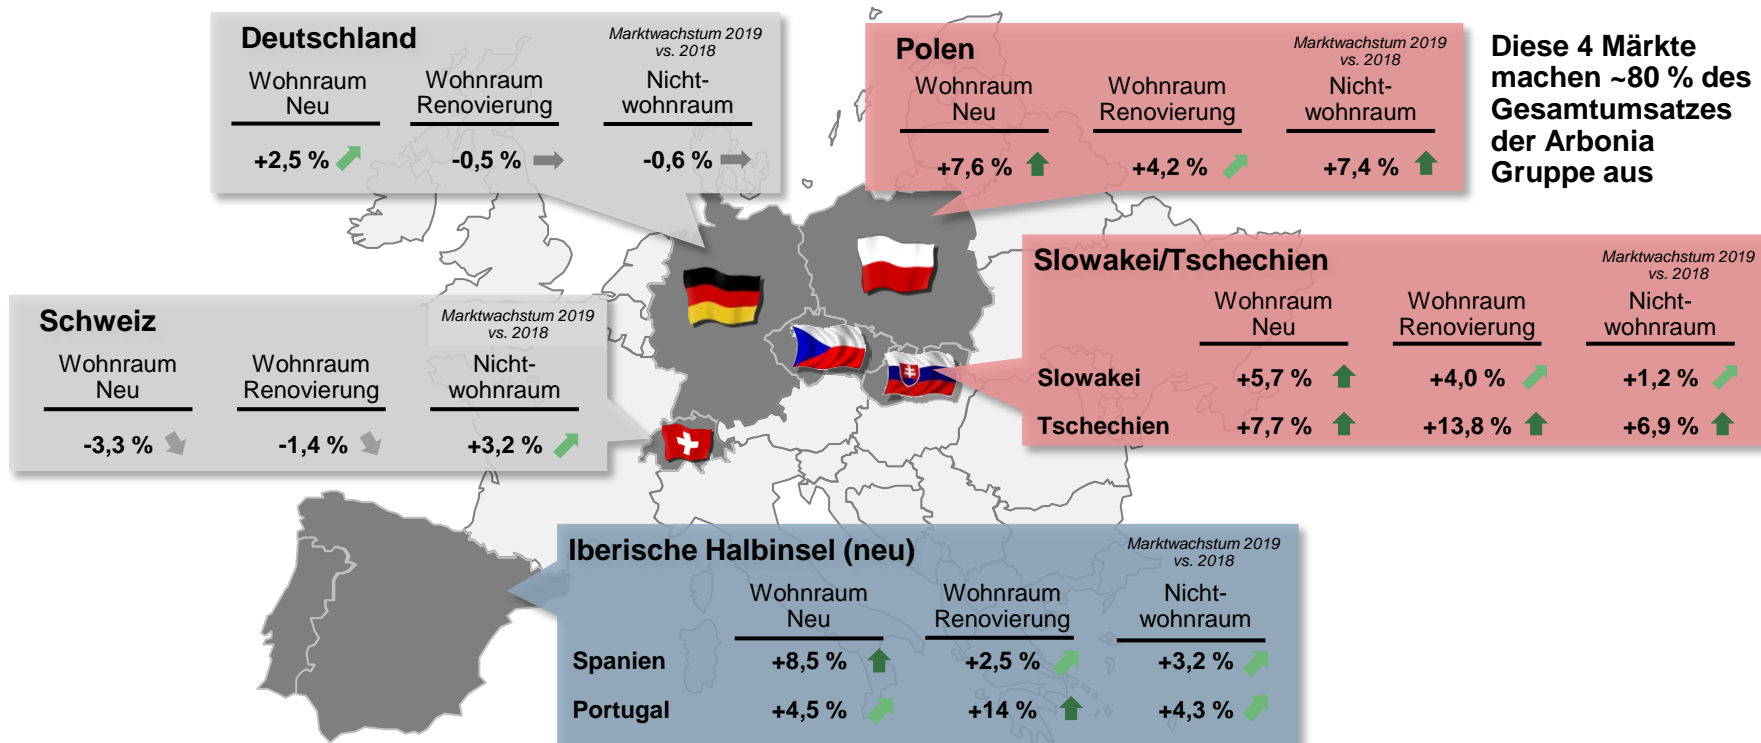 Deutschland
Marktwachstum 2019
vs. 2018
Wohnraum
Neu
Wohnraum
Renovierung
Nicht-
wohnraum
+2,5 %
-0,5 %
-0,6 %
Polen
Marktwachstum 2019
vs. 2018
Wohnraum
Neu
Wohnraum
Renovierung
Nicht-
wohnraum
+7,6 %
+4,2 %
+7,4 %
Diese 4 Märkte
machen ~80 % des
Gesamtumsatzes
der Arbonia
Gruppe aus
Slowakei/Tschechien
Marktwachstum 2019
vs. 2018
Wohnraum
Neu
Wohnraum
Renovierung
Nicht-
wohnraum
Slowakei +5,7 % +4,0 % +1,2 %
Tschechien +7,7 % +13,8 % +6,9 %
Schweiz
Marktwachstum 2019
vs. 2018
Wohnraum
Neu
Wohnraum
Renovierung
Nicht-
wohnraum
-3,3 %
-1,4 %
+3,2 %
Iberische Halbinsel (neu)
Marktwachstum 2019
vs. 2018
Wohnraum
Neu
Wohnraum
Renovierung
Nicht-
wohnraum
Spanien +8,5 % +2,5 % +3,2 %
Portugal +4,5 % +14 % +4,3 %